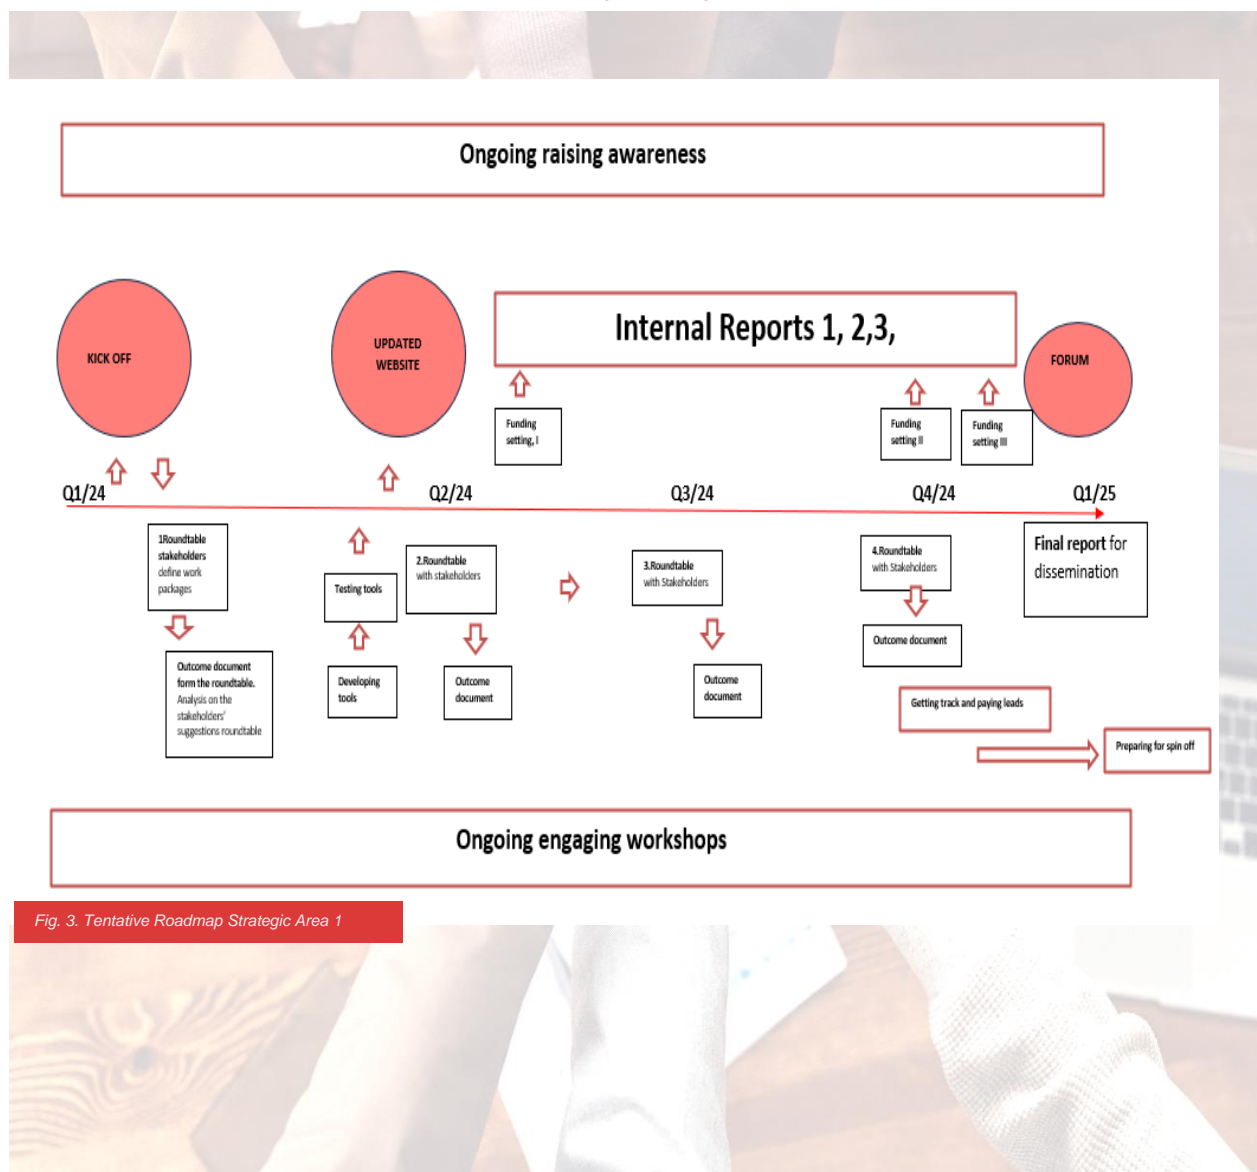 Ongoing raising awareness
KICK OFF
UPDATED
WEBSITE
Internal Reports 1, 2,3,
FORUM
Funding
setting, I
Funding
setting II
Funding
setting III
Q1/24
Q2/24
Q3/24
Q4/24
Q1/25
1Roundtable
stakeholders
define work
packages
Testing tools
2.Roundtable
with stakeholders
3.Roundtable
with Stakeholders
4.Roundtable
with Stakeholders
Final report for
dissemination
Outcome document
form the roundtable.
Analysis on the
stakeholders'
suggestions roundtable
Developing
tools
Outcome
document
Outcome
document
Outcome document
Getting track and paying leads
Preparing for spin off
Ongoing engaging workshops
Fig. 3. Tentative Roadmap Strategic Area 1